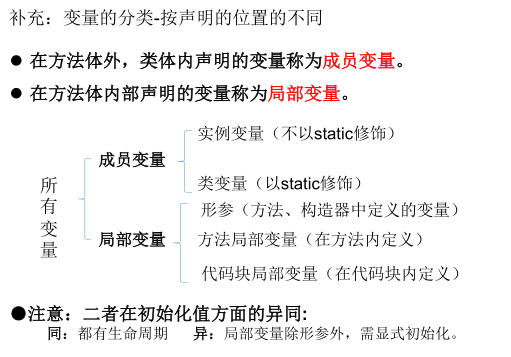 补充：变量的分类-按声明的位置的不同
● 在方法体外，类体内声明的变量称为成员变量。
● 在方法体内部声明的变量称为局部变量。
所有变量
成员变量
实例变量（不以static修饰）
类变量（以static修饰）
局部变量
形参（方法、构造器中定义的变量）
方法局部变量（在方法内定义）
代码块局部变量（在代码块内定义）
●注意：二者在初始化值方面的异同:
同：都有生命周期 异：局部变量除形参外，需显式初始化。